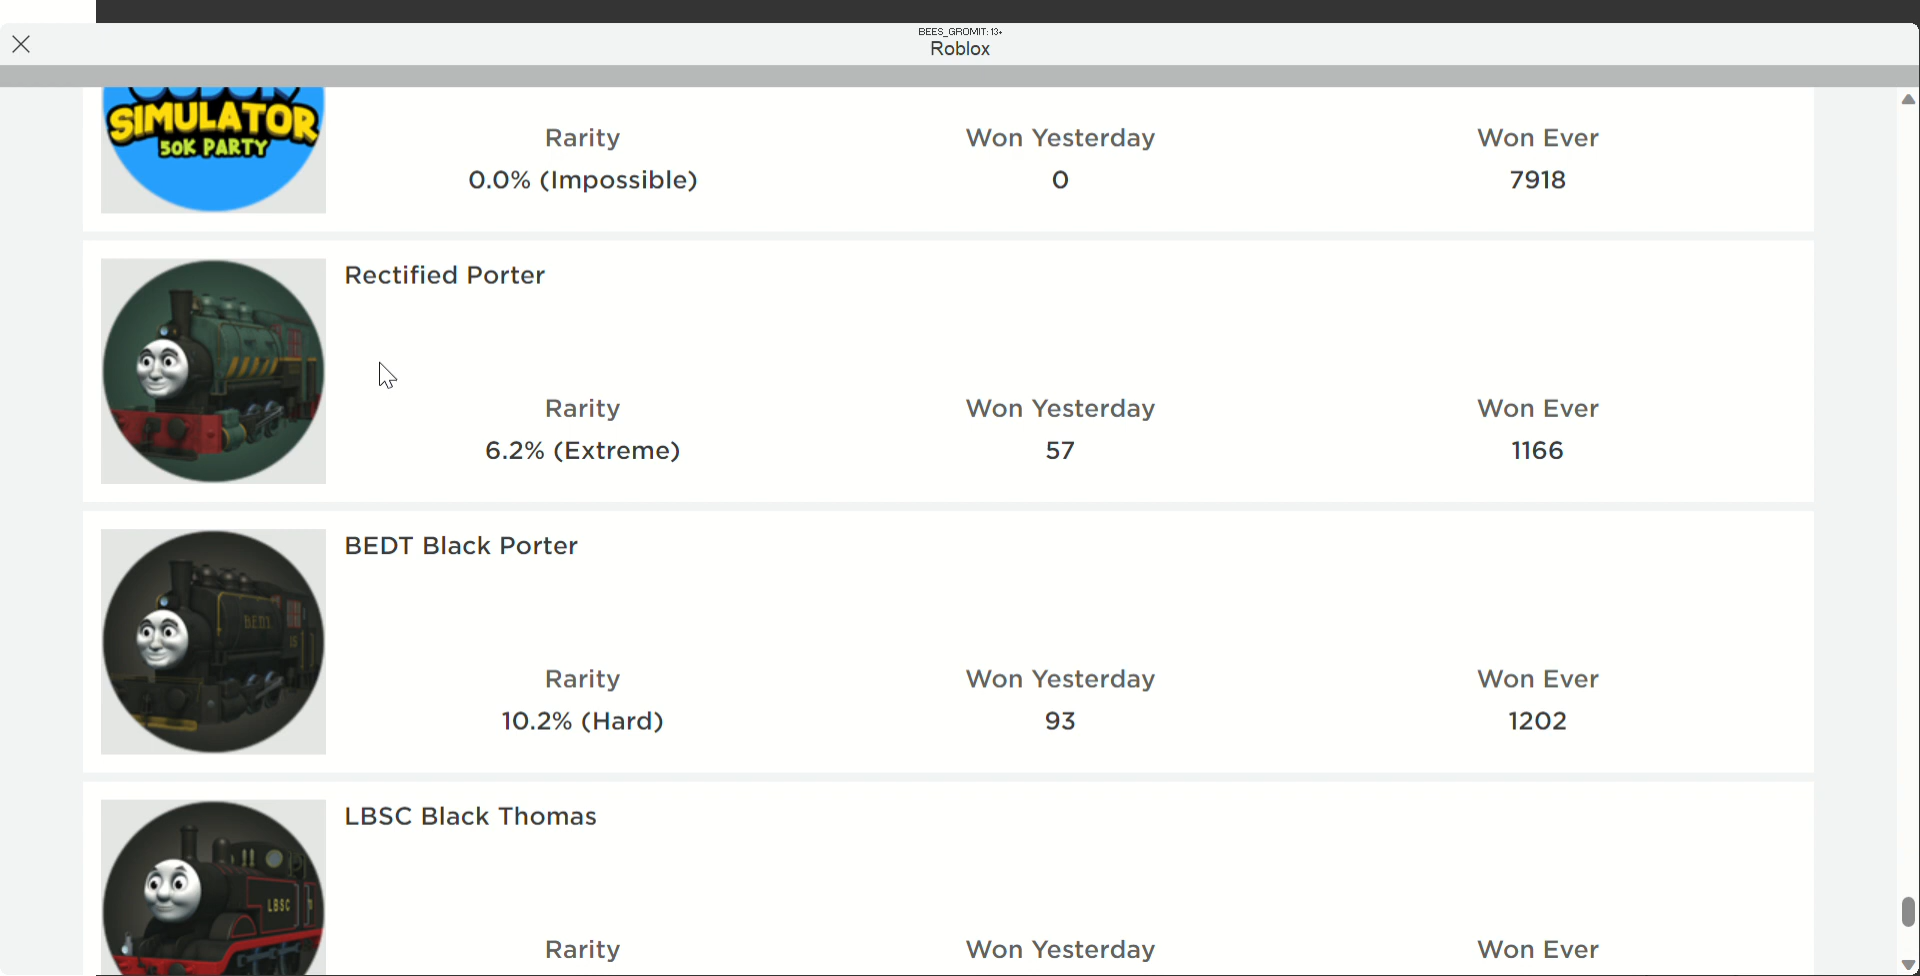 BEES_GROMIT: 13+
Roblox
SIMULATOR
50K PARTY
Rarity Won Yesterday Won Ever
0.0% (Impossible) 0 7918
Rectified Porter
Rarity Won Yesterday Won Ever
6.2% (Extreme) 57 1166
BEDT Black Porter
B.E.D.T.
15
Rarity Won Yesterday Won Ever
10.2% (Hard) 93 1202
LBSC Black Thomas
LBSC
Rarity Won Yesterday Won Ever